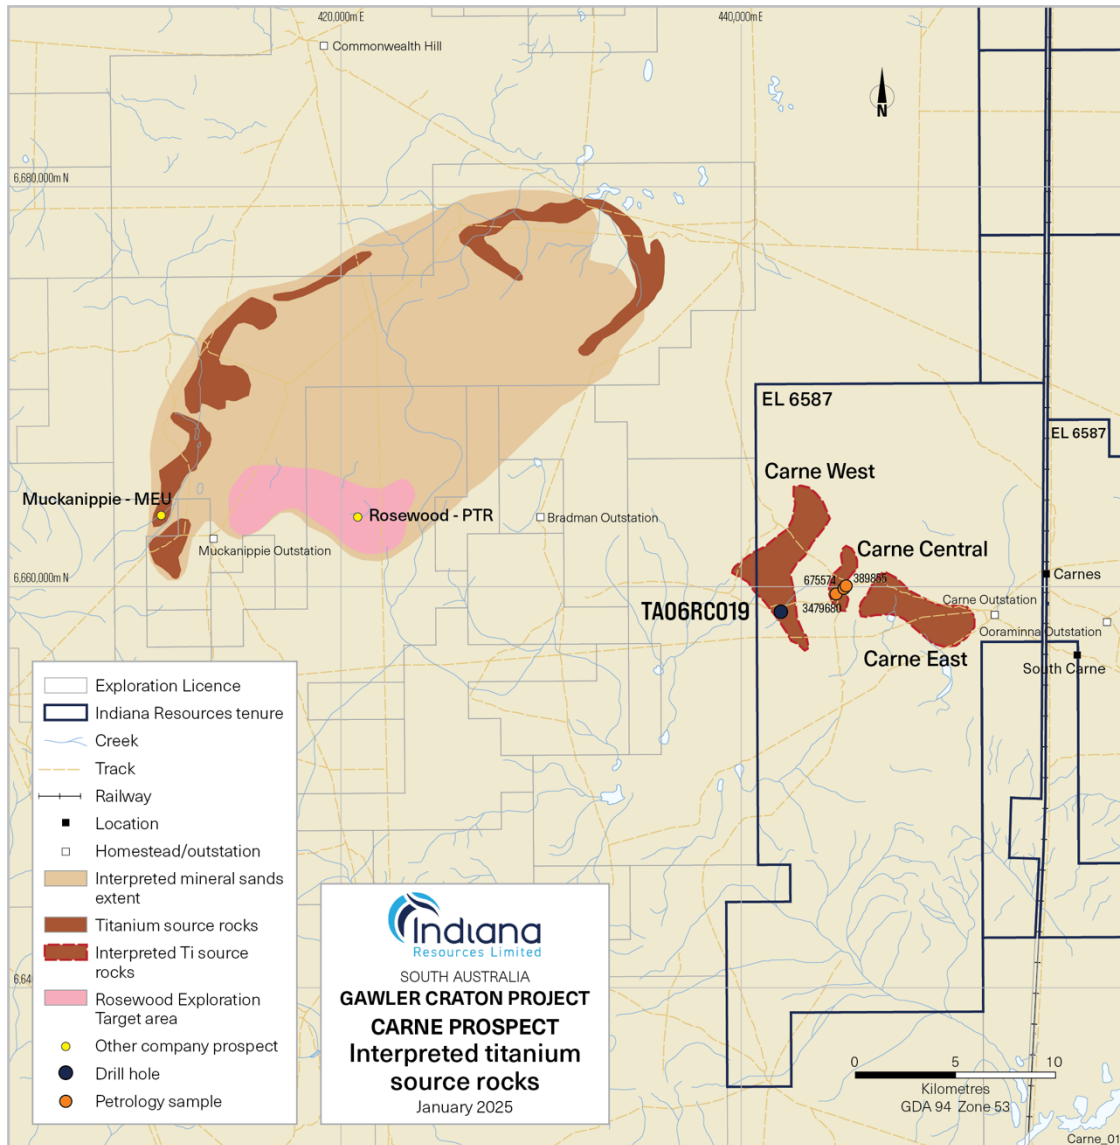 420,000m E
440,000m E
Commonwealth Hill
N
6,680,000m N
EL 6587
EL 6587
Carne West
Muckanippie - MEU
Rosewood - PTR
Bradman Outstation
Muckanippie Outstation
Carne Central
6,660,000m N
675574
389855
Carnes
3479680
Carne Outstation
TA06RC019
Ooraminna Outstation
Carne East
South Carne
Exploration Licence
Indiana Resources tenure
Creek
Track
Railway
Location
Homestead/outstation
Interpreted mineral sands
extent
Titanium source rocks
Interpreted Ti source
rocks
Rosewood Exploration
Target area
Other company prospect
Drill hole
Petrology sample
6,64
Indiana
Resources Limited
SOUTH AUSTRALIA
GAWLER CRATON PROJECT
CARNE PROSPECT
Interpreted titanium
source rocks
January 2025
0 5 10
Kilometres
GDA 94 Zone 53
Carne_01